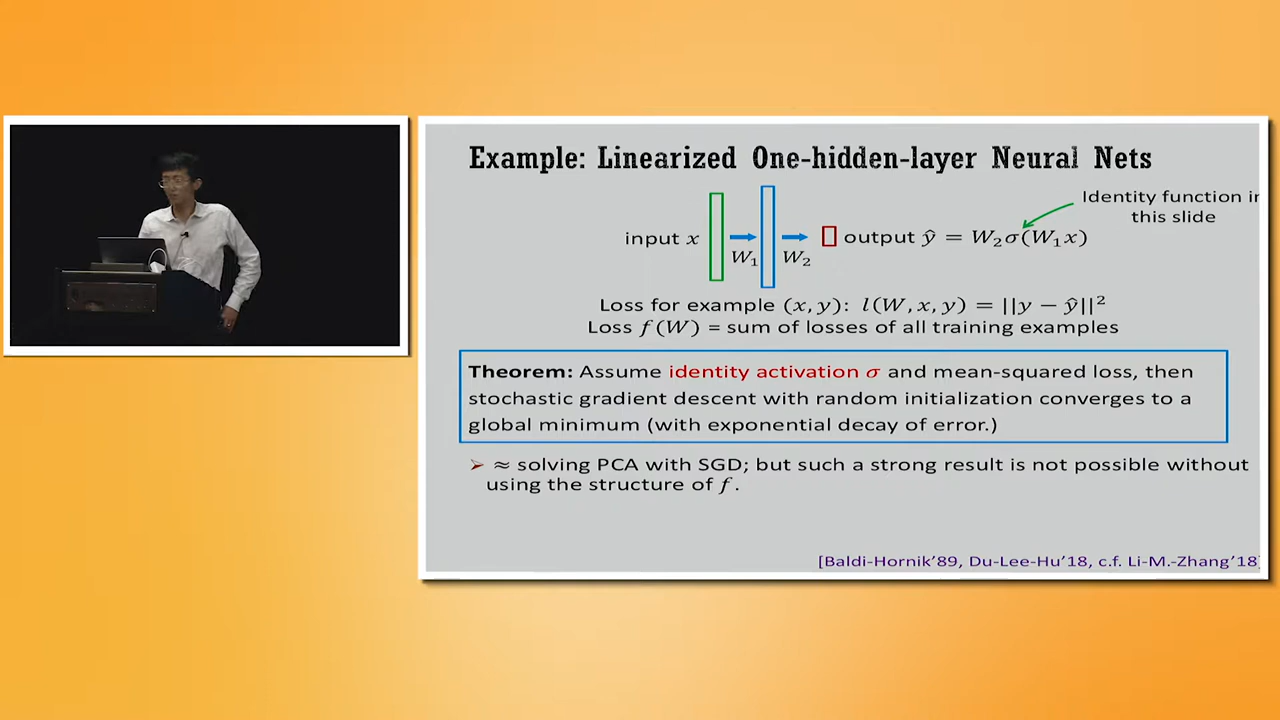 Example: Linearized One-hidden-layer Neural Nets
Identity function in
this slide
input x
W₁
W₂
output ŷ = W₂σ(W₁x)
Loss for example (x, y): l(W, x, y) = ||y − ŷ||²
Loss f(W) = sum of losses of all training examples
Theorem: Assume identity activation σ and mean-squared loss, then
stochastic gradient descent with random initialization converges to a
global minimum (with exponential decay of error.)
➢ ≈ solving PCA with SGD; but such a strong result is not possible without
using the structure of f.
[Baldi-Hornik’89, Du-Lee-Hu’18, c.f. Li-M.-Zhang’18]